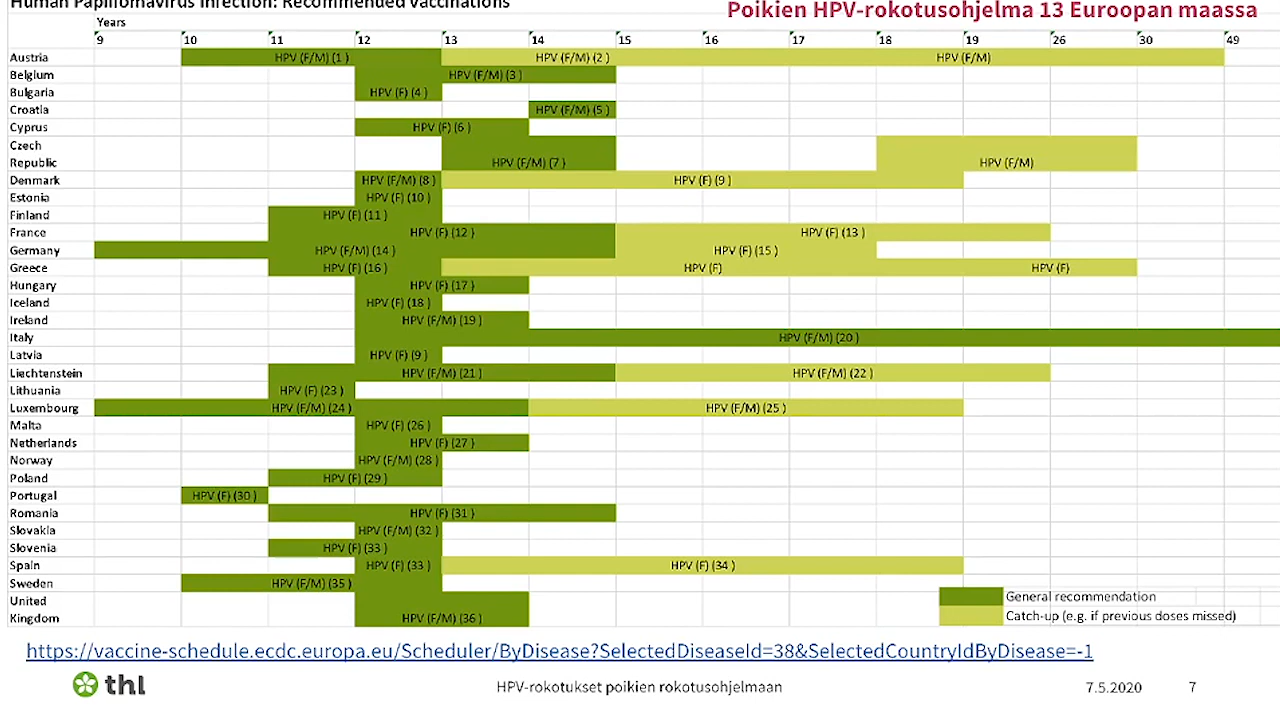 Human Papillomavirus Infection: Recommended vaccinations
Poikien HPV-rokotusohjelma 13 Euroopan maassa
Years
9 10 11 12 13 14 15 16 17 18 19 26 30 49
Austria HPV (F/M) (1 ) HPV (F/M) (2 ) HPV (F/M)
Belgium HPV (F/M) (3 )
Bulgaria HPV (F) (4 )
Croatia HPV (F/M) (5 )
Cyprus HPV (F) (6 )
Czech
Republic HPV (F/M) (7 ) HPV (F/M)
Denmark HPV (F/M) (8 ) HPV (F) (9 )
Estonia HPV (F) (10 )
Finland HPV (F) (11 )
France HPV (F) (12 ) HPV (F) (13 )
Germany HPV (F/M) (14 ) HPV (F) (15 )
Greece HPV (F) (16 ) HPV (F) HPV (F)
Hungary HPV (F) (17 )
Iceland HPV (F) (18 )
Ireland HPV (F/M) (19 )
Italy HPV (F/M) (20 )
Latvia HPV (F) (9 )
Liechtenstein HPV (F/M) (21 ) HPV (F/M) (22 )
Lithuania HPV (F) (23 )
Luxembourg HPV (F/M) (24 ) HPV (F/M) (25 )
Malta HPV (F) (26 )
Netherlands HPV (F) (27 )
Norway HPV (F/M) (28 )
Poland HPV (F) (29 )
Portugal HPV (F) (30 )
Romania HPV (F) (31 )
Slovakia HPV (F/M) (32 )
Slovenia HPV (F) (33 )
Spain HPV (F) (33 ) HPV (F) (34 )
Sweden HPV (F/M) (35 )
United
Kingdom HPV (F/M) (36 )
General recommendation
Catch-up (e.g. if previous doses missed)
https://vaccine-schedule.ecdc.europa.eu/Scheduler/ByDisease?SelectedDiseaseId=38&SelectedCountryIdByDisease=-1
thl HPV-rokotukset poikien rokotusohjelmaan 7.5.2020 7